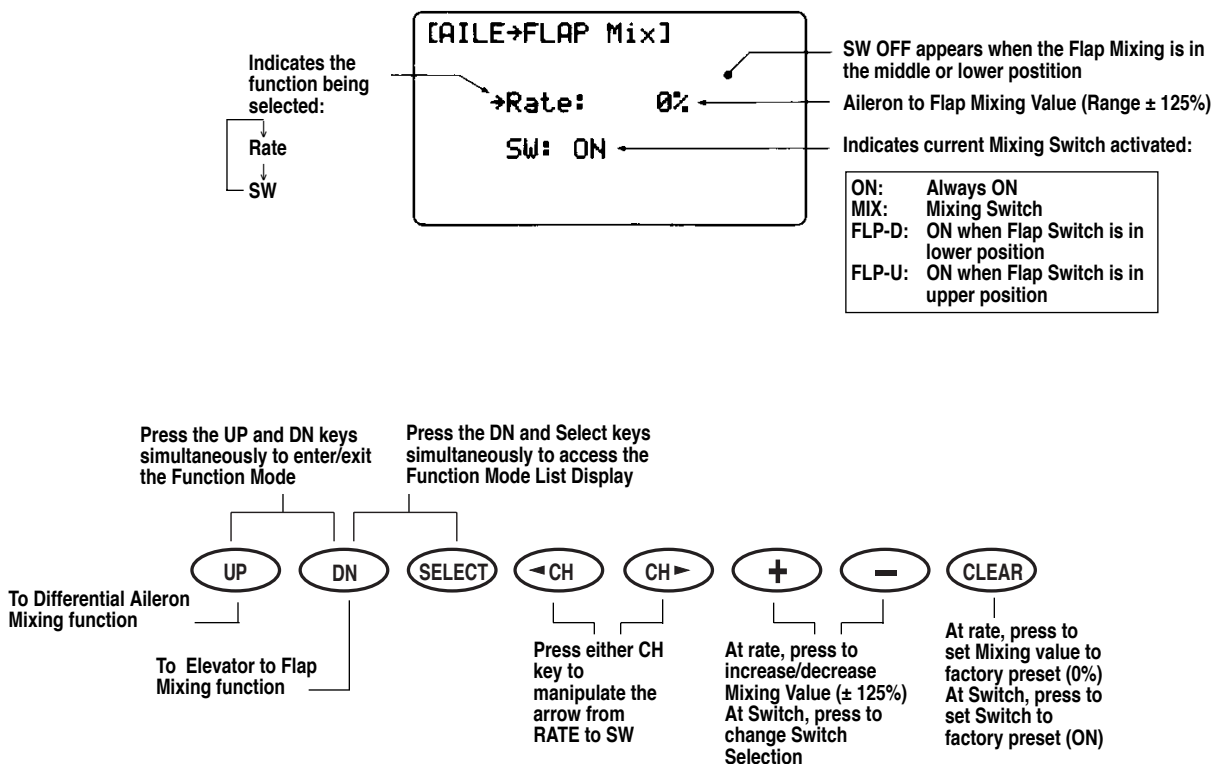 [AILE→FLAP Mix]
→Rate: 0%
SW: ON
Indicates the
function being
selected:
Rate
SW
SW OFF appears when the Flap Mixing is in
the middle or lower postition
Aileron to Flap Mixing Value (Range ± 125%)
Indicates current Mixing Switch activated:
ON: Always ON
MIX: Mixing Switch
FLP-D: ON when Flap Switch is in
lower position
FLP-U: ON when Flap Switch is in
upper position
Press the UP and DN keys
simultaneously to enter/exit
the Function Mode
Press the DN and Select keys
simultaneously to access the
Function Mode List Display
UP DN SELECT ◄CH CH► + – CLEAR
To Differential Aileron
Mixing function
To Elevator to Flap
Mixing function
Press either CH
key to
manipulate the
arrow from
RATE to SW
At rate, press to
increase/decrease
Mixing Value (± 125%)
At Switch, press to
change Switch
Selection
At rate, press to
set Mixing value to
factory preset (0%)
At Switch, press to
set Switch to
factory preset (ON)